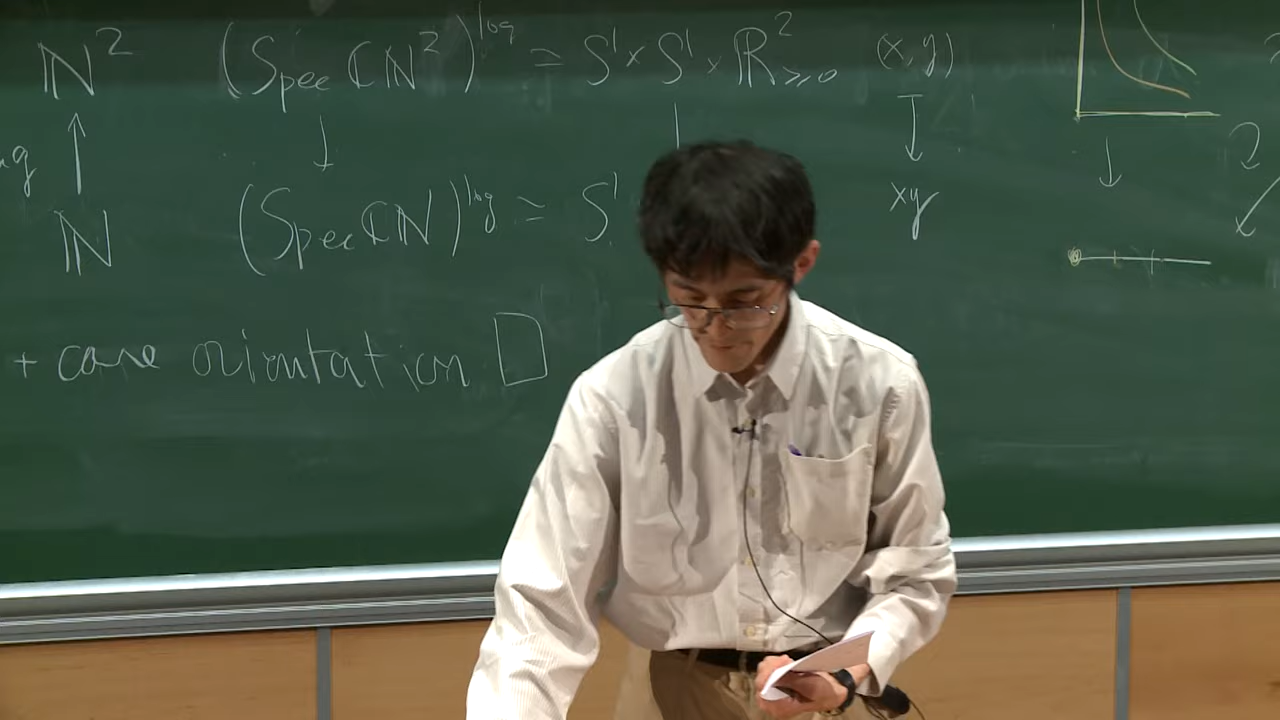 ℕ² (Spec ℂℕ²)^log = S¹ × S¹ × ℝ²≥0 (x,y)
↑ ↓ ↓
ℕ (Spec ℂℕ)^log = S¹ xy
+ cone orientation